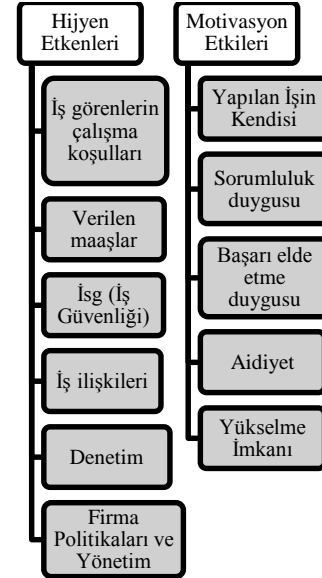 Hijyen
Etkenleri
İş görenlerin
çalışma
koşulları
Verilen
maaşlar
İsg (İş
Güvenliği)
İş ilişkileri
Denetim
Firma
Politikaları ve
Yönetim
Motivasyon
Etkileri
Yapılan İşin
Kendisi
Sorumluluk
duygusu
Başarı elde
etme
duygusu
Aidiyet
Yükselme
İmkanı